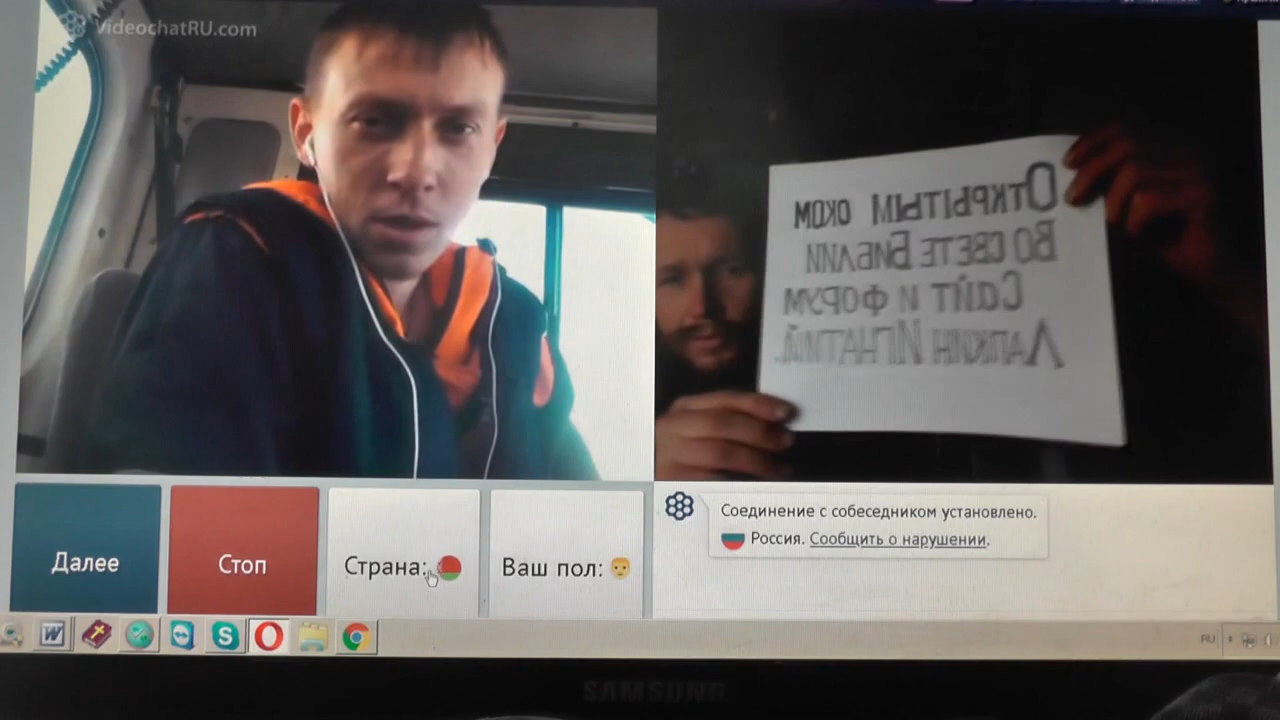 VideochatRU.com
Открытым оком
Во свете Библии
Сайт и форум
Лапкин Игнатий.
Далее
Стоп
Страна:
Ваш пол:
Соединение с собеседником установлено.
Россия. Сообщить о нарушении.
RU
SAMSUNG